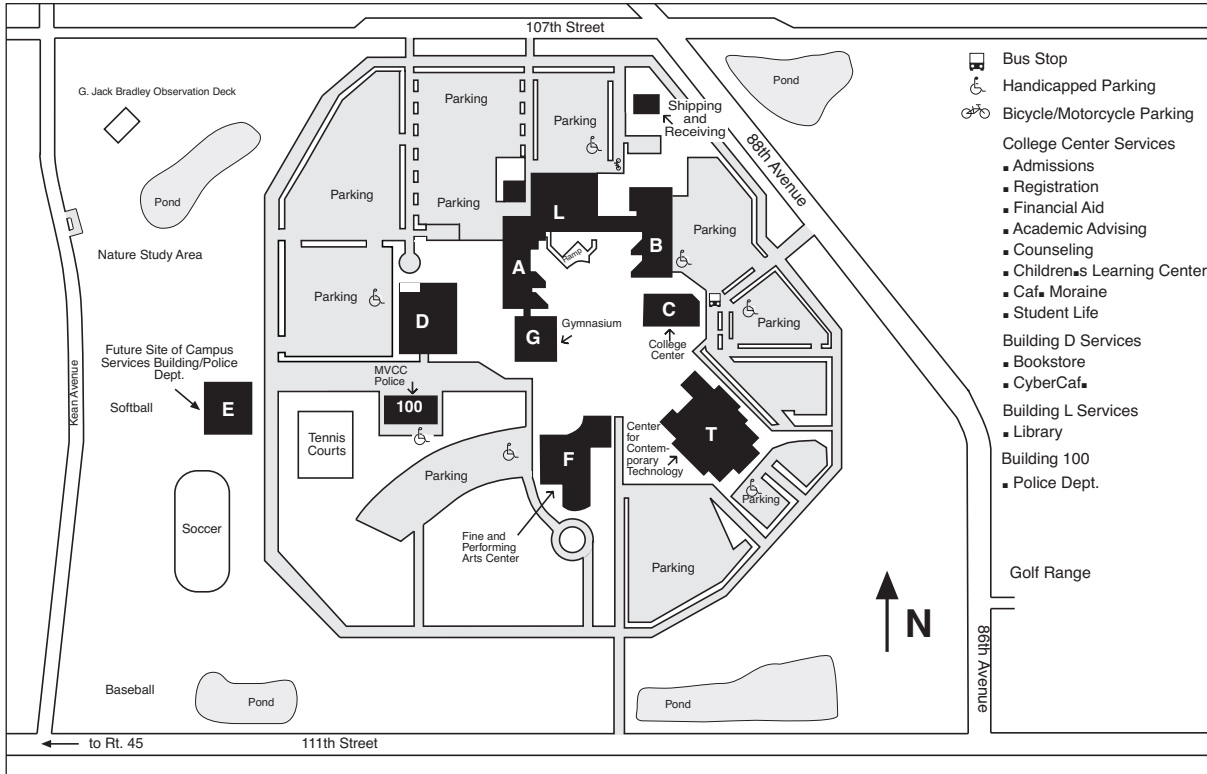 107th Street
G. Jack Bradley Observation Deck
Pond
Parking
Parking
Shipping
and
Receiving
88th Avenue
Pond
Bus Stop
Handicapped Parking
Bicycle/Motorcycle Parking
College Center Services
▪ Admissions
▪ Registration
▪ Financial Aid
▪ Academic Advising
▪ Counseling
▪ Children▪s Learning Center
▪ Caf▪ Moraine
▪ Student Life
Building D Services
▪ Bookstore
▪ CyberCaf▪
Building L Services
▪ Library
Building 100
▪ Police Dept.
Parking
Parking
L
Ramp
B
Parking
Nature Study Area
A
Parking
D
G
Gymnasium
C
College
Center
Parking
Kean Avenue
Future Site of Campus
Services Building/Police
Dept.
E
Softball
MVCC
Police
100
Tennis
Courts
Parking
F
Center
for
Contem-
porary
Technology
T
Parking
Soccer
Fine and
Performing
Arts Center
Parking
N
Golf Range
86th Avenue
Baseball
Pond
Pond
to Rt. 45
111th Street